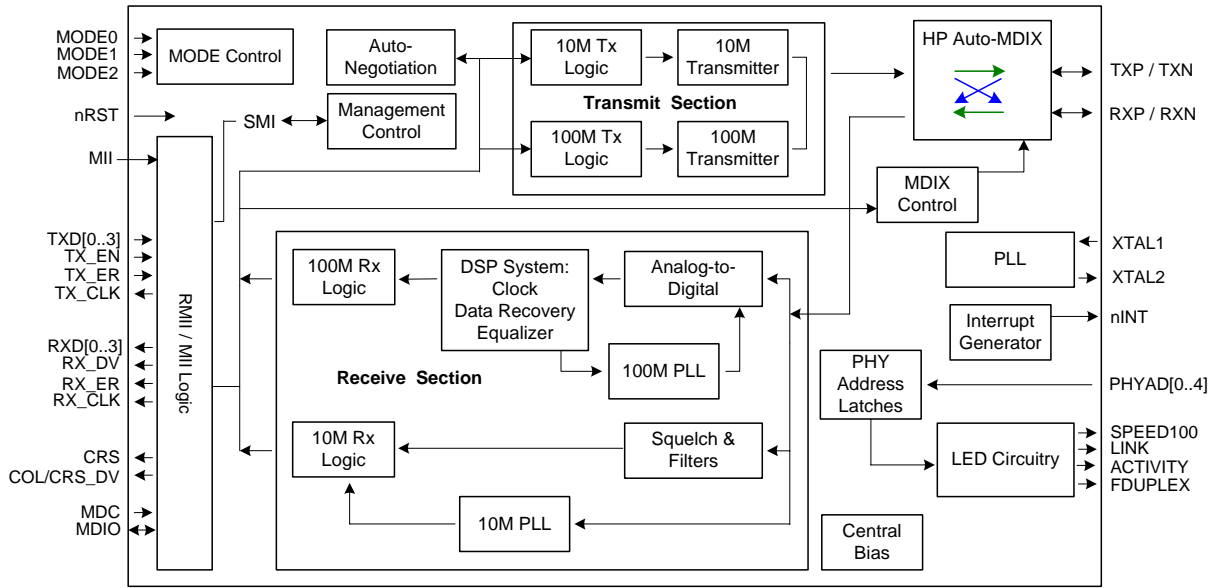 MODE0
MODE1
MODE2
nRST
MII
TXD[0..3]
TX_EN
TX_ER
TX_CLK
RXD[0..3]
RX_DV
RX_ER
RX_CLK
CRS
COL/CRS_DV
MDC
MDIO
MODE Control
RMII / MII Logic
SMI
Auto-
Negotiation
Management
Control
10M Tx
Logic
10M
Transmitter
Transmit Section
100M Tx
Logic
100M
Transmitter
HP Auto-MDIX
MDIX
Control
100M Rx
Logic
DSP System:
Clock
Data Recovery
Equalizer
Analog-to-
Digital
100M PLL
Receive Section
10M Rx
Logic
Squelch &
Filters
10M PLL
PLL
Interrupt
Generator
PHY
Address
Latches
LED Circuitry
Central
Bias
TXP / TXN
RXP / RXN
XTAL1
XTAL2
nINT
PHYAD[0..4]
SPEED100
LINK
ACTIVITY
FDUPLEX